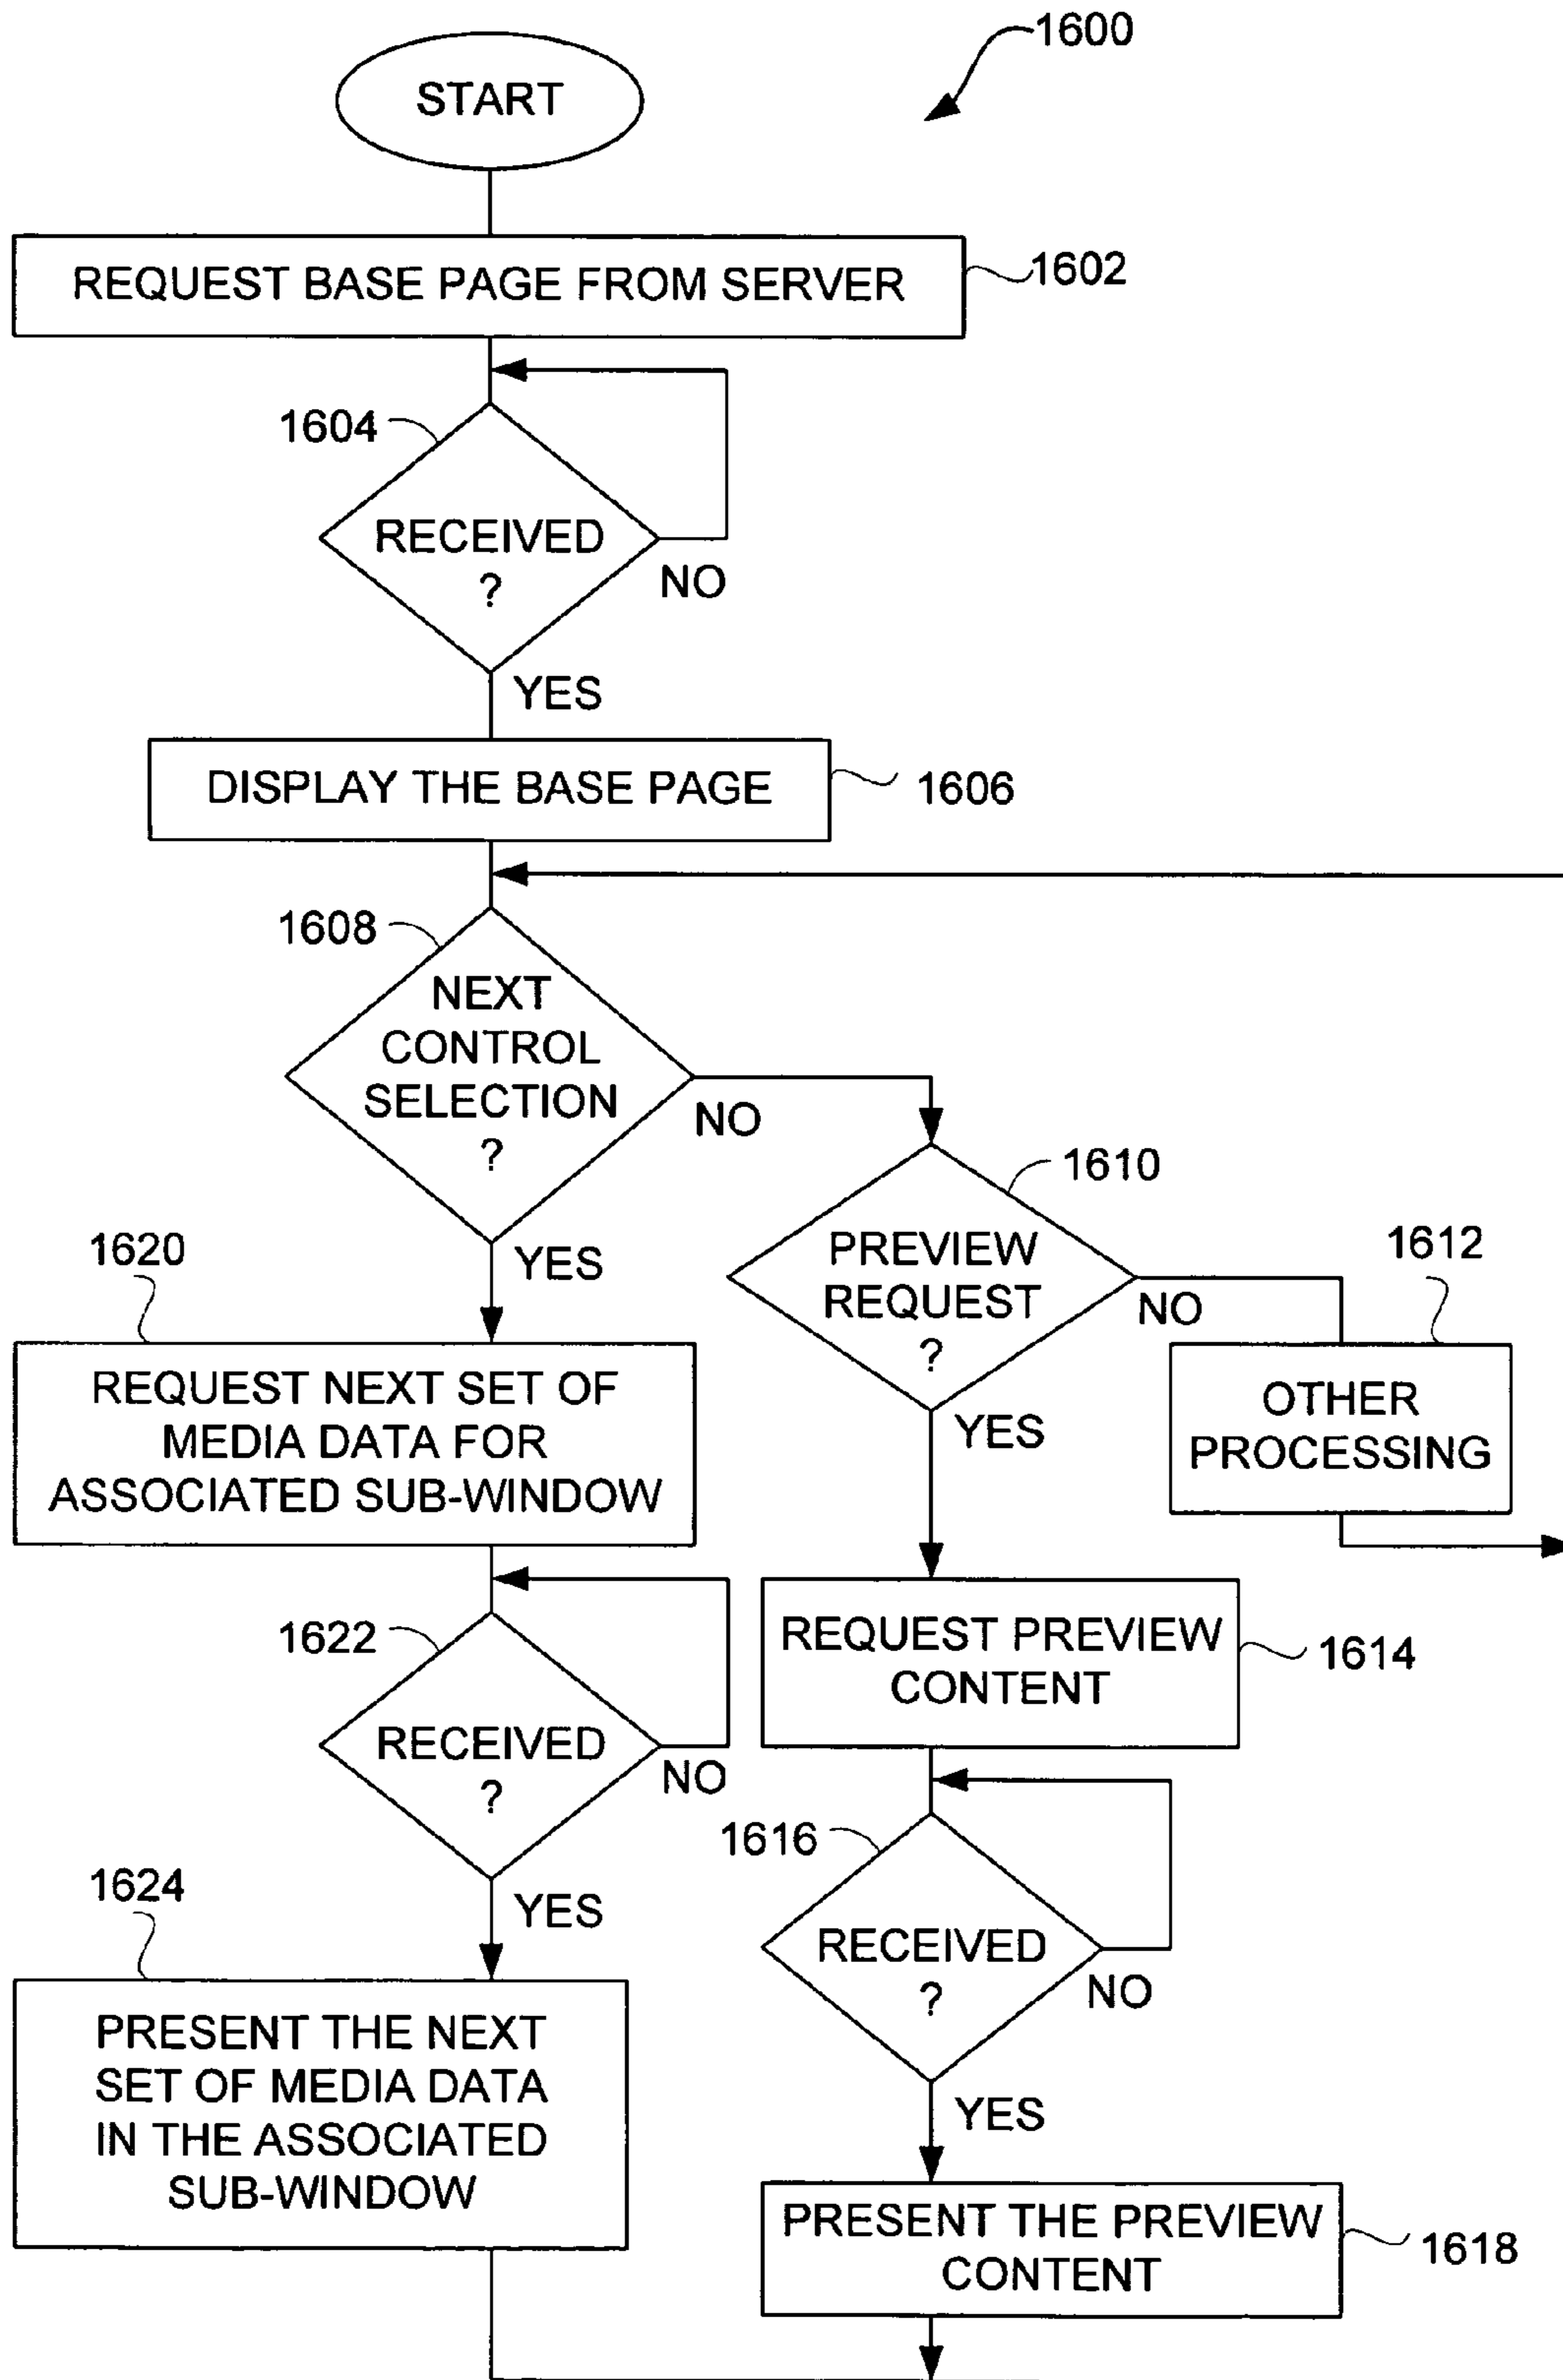 1600
START
REQUEST BASE PAGE FROM SERVER
1602
1604
RECEIVED
?
NO
YES
DISPLAY THE BASE PAGE
1606
1608
NEXT
CONTROL
SELECTION
?
NO
YES
1610
PREVIEW
REQUEST
?
NO
YES
1612
OTHER
PROCESSING
1620
REQUEST NEXT SET OF
MEDIA DATA FOR
ASSOCIATED SUB-WINDOW
1622
RECEIVED
?
NO
YES
REQUEST PREVIEW
CONTENT
1614
1616
RECEIVED
?
NO
YES
1624
PRESENT THE NEXT
SET OF MEDIA DATA
IN THE ASSOCIATED
SUB-WINDOW
PRESENT THE PREVIEW
CONTENT
1618